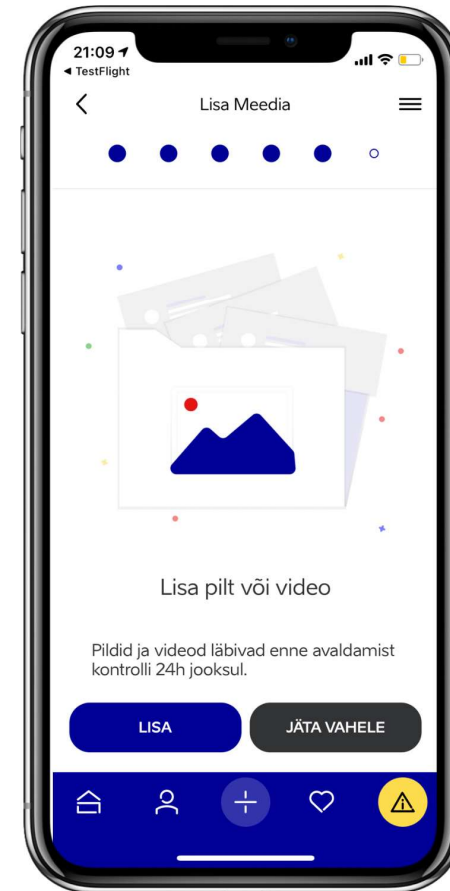 21:09
◀ TestFlight
Lisa Meedia
Lisa pilt või video
Pildid ja videod läbivad enne avaldamist
kontrolli 24h jooksul.
LISA
JÄTA VAHELE